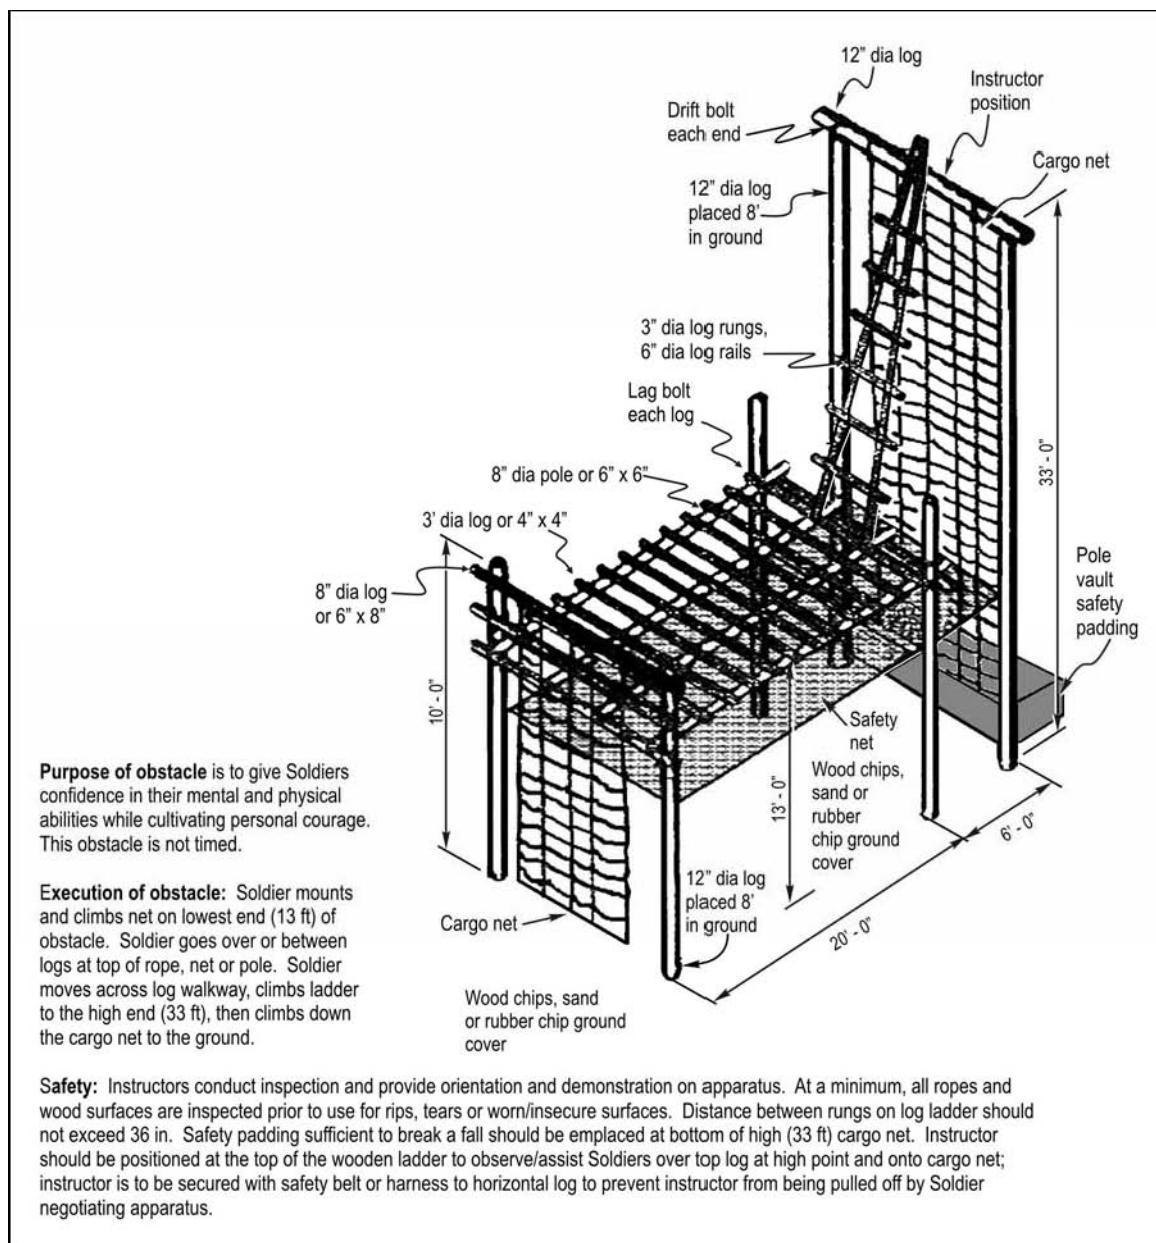 12” dia log
Instructor
position
Drift bolt
each end
Cargo net
12” dia log
placed 8’
in ground
3” dia log rungs,
6” dia log rails
Lag bolt
each log
33’ - 0”
8” dia pole or 6” x 6”
3’ dia log or 4” x 4”
8” dia log
or 6” x 8”
Pole
vault
safety
padding
10’ - 0”
Safety
net
Wood chips,
sand or
rubber
chip ground
cover
13’ - 0”
6’ - 0”
20’ - 0”
12” dia log
placed 8’
in ground
Cargo net
Wood chips, sand
or rubber chip ground
cover
Purpose of obstacle is to give Soldiers
confidence in their mental and physical
abilities while cultivating personal courage.
This obstacle is not timed.
Execution of obstacle: Soldier mounts
and climbs net on lowest end (13 ft) of
obstacle. Soldier goes over or between
logs at top of rope, net or pole. Soldier
moves across log walkway, climbs ladder
to the high end (33 ft), then climbs down
the cargo net to the ground.
Safety: Instructors conduct inspection and provide orientation and demonstration on apparatus. At a minimum, all ropes and
wood surfaces are inspected prior to use for rips, tears or worn/insecure surfaces. Distance between rungs on log ladder should
not exceed 36 in. Safety padding sufficient to break a fall should be emplaced at bottom of high (33 ft) cargo net. Instructor
should be positioned at the top of the wooden ladder to observe/assist Soldiers over top log at high point and onto cargo net;
instructor is to be secured with safety belt or harness to horizontal log to prevent instructor from being pulled off by Soldier
negotiating apparatus.